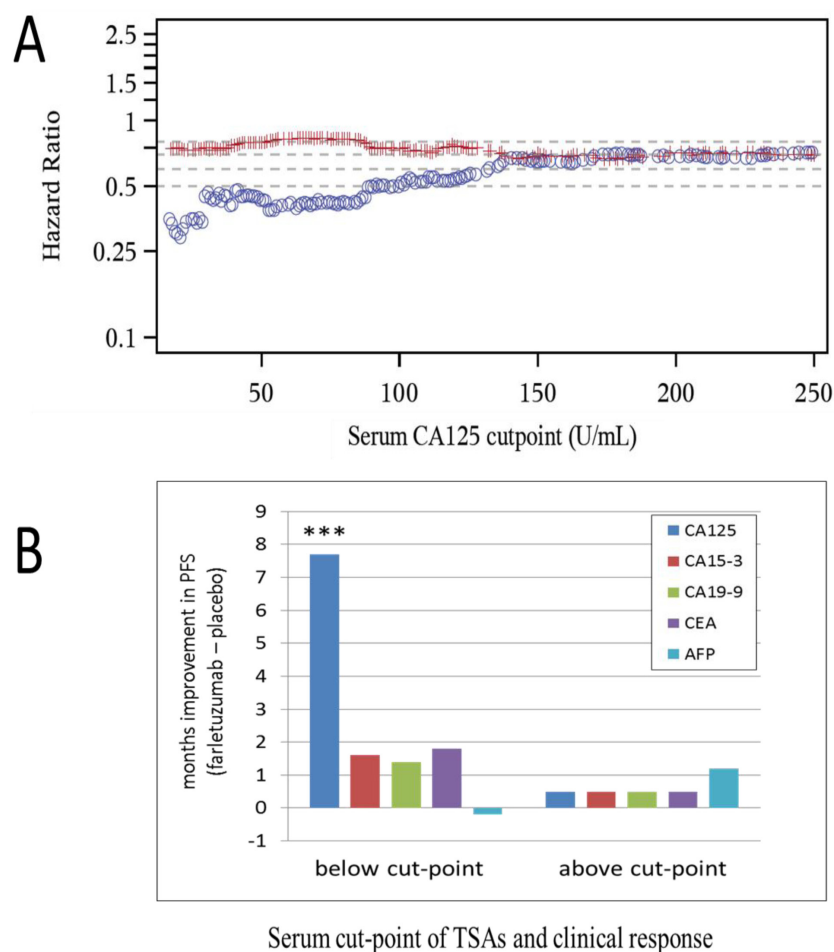 A
Hazard Ratio
2.5
1.5
1
0.5
0.25
0.1
50 100 150 200 250
Serum CA125 cutpoint (U/mL)
B
months improvement in PFS
(farletuzumab – placebo)
9
8
7
6
5
4
3
2
1
0
-1
***
CA125
CA15-3
CA19-9
CEA
AFP
below cut-point above cut-point
Serum cut-point of TSAs and clinical response